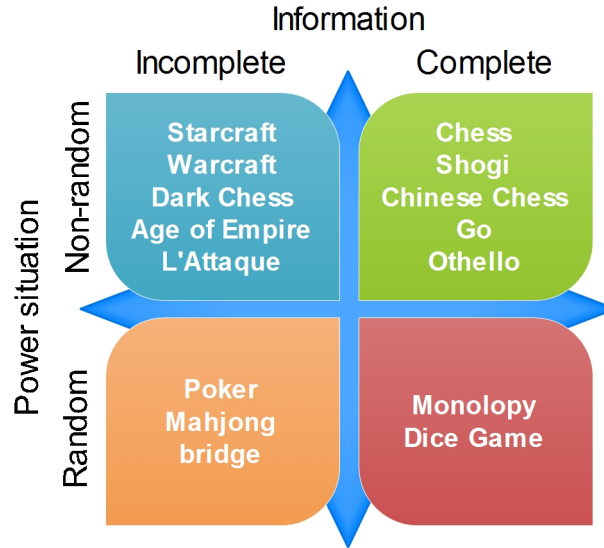 Information
Incomplete
Complete
Power situation
Non-random
Starcraft
Warcraft
Dark Chess
Age of Empire
L'Attaque
Chess
Shogi
Chinese Chess
Go
Othello
Random
Poker
Mahjong
bridge
Monolopy
Dice Game